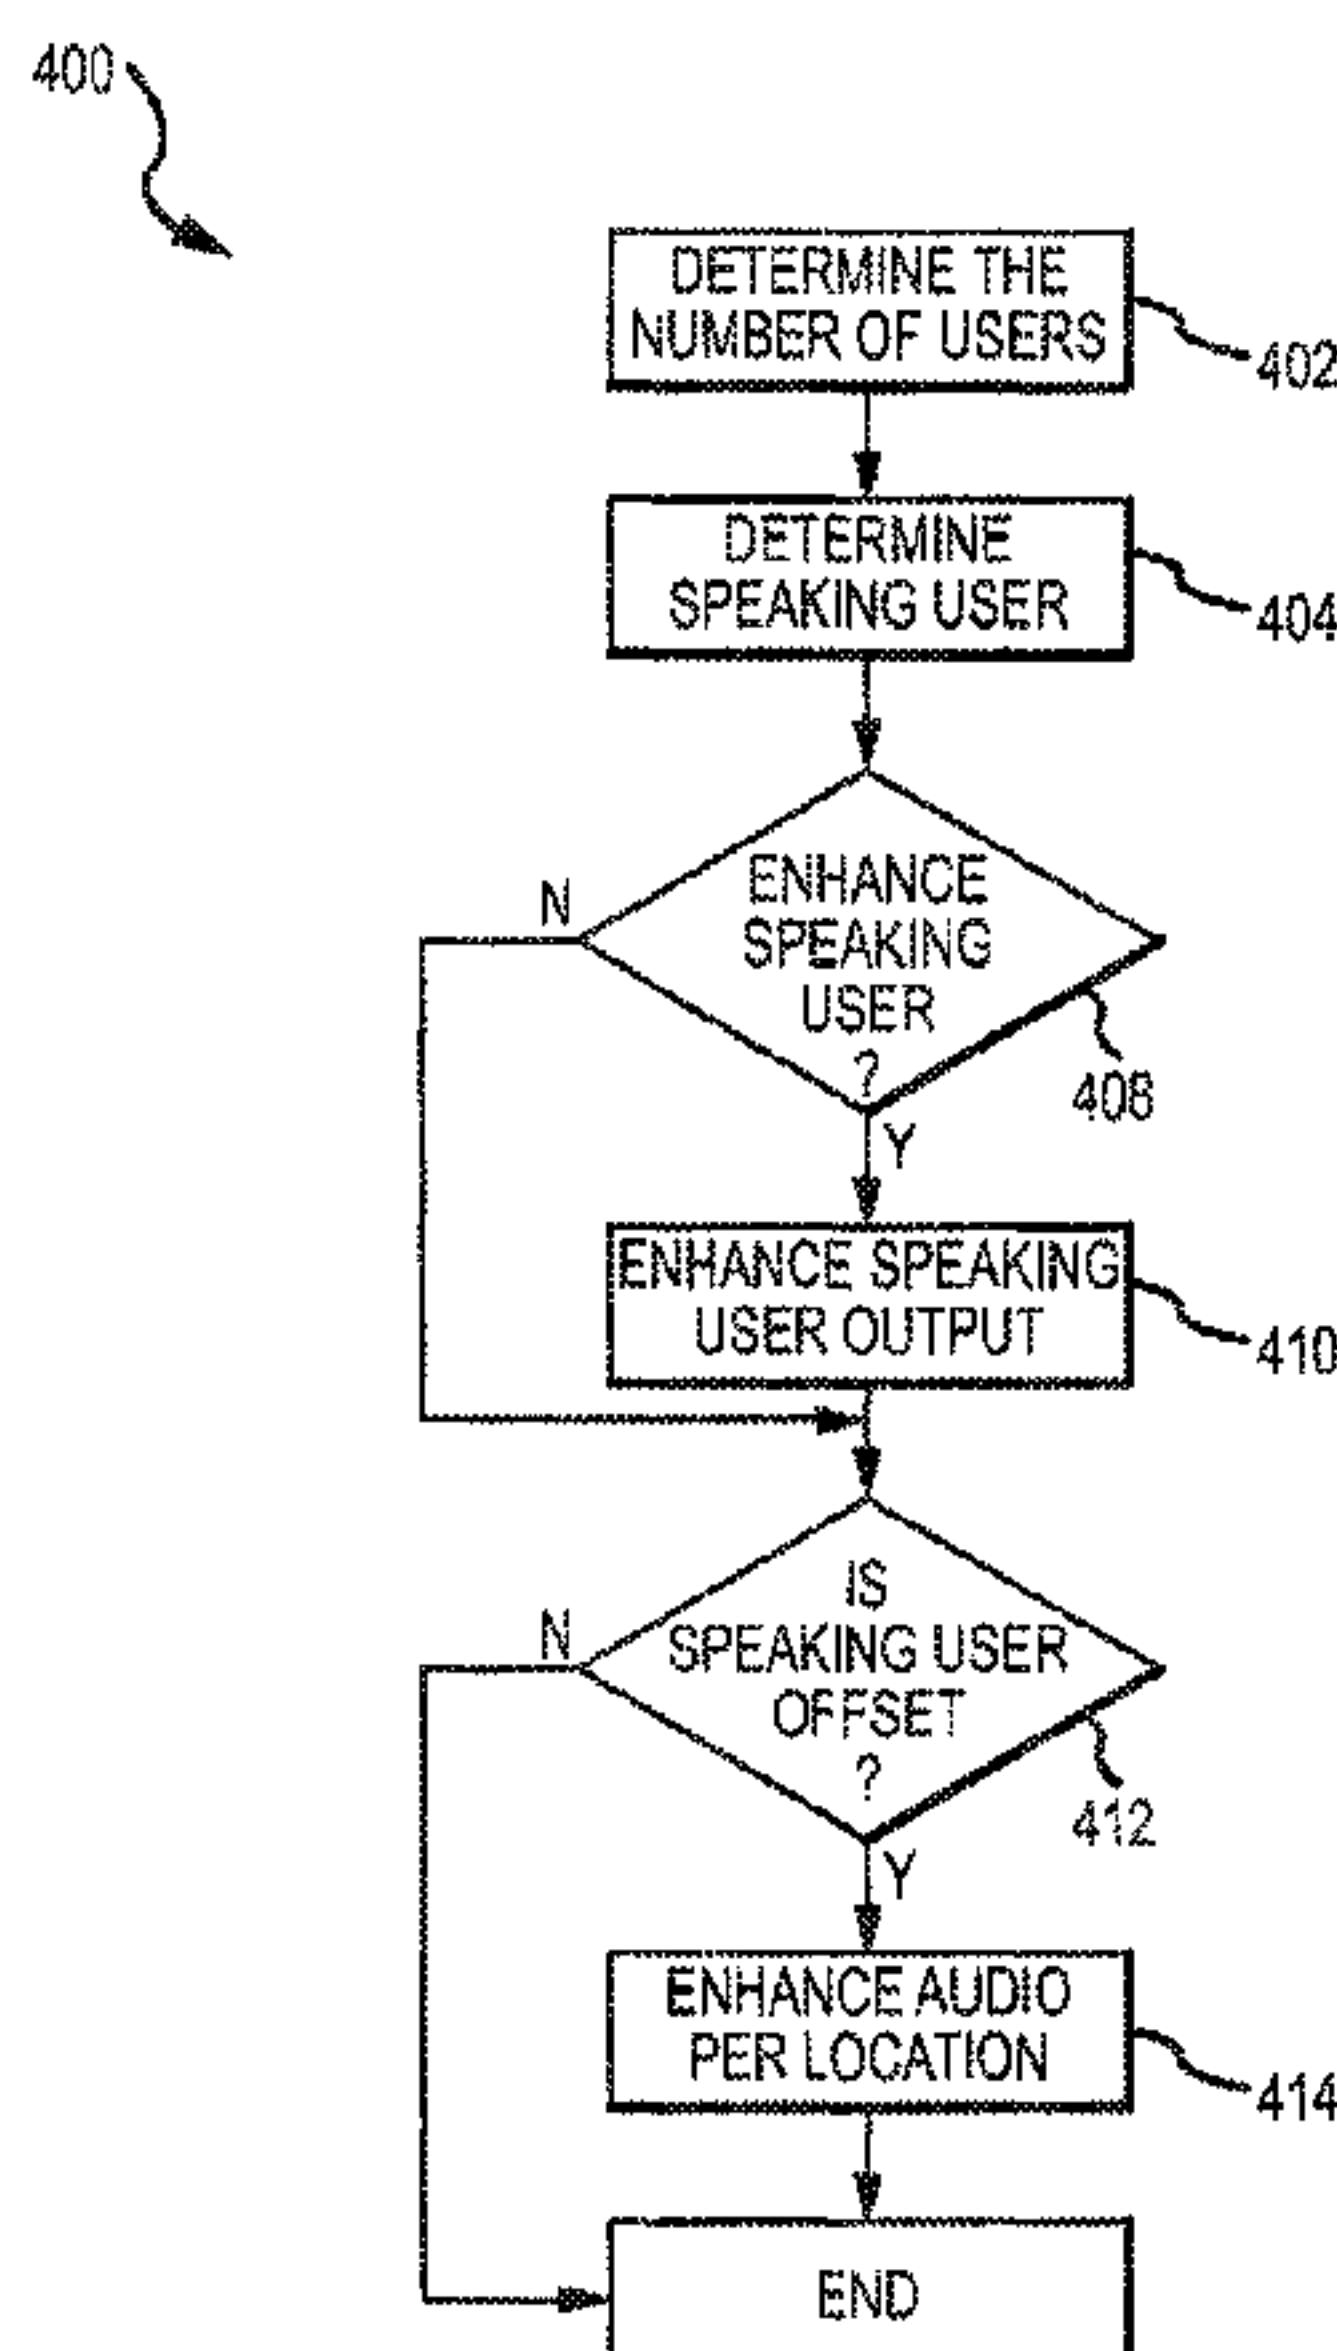 400
DETERMINE THE
NUMBER OF USERS
402
DETERMINE
SPEAKING USER
404
ENHANCE
SPEAKING
USER
?
N
408
Y
ENHANCE SPEAKING
USER OUTPUT
410
IS
SPEAKING USER
OFFSET
?
N
412
Y
ENHANCE AUDIO
PER LOCATION
414
END